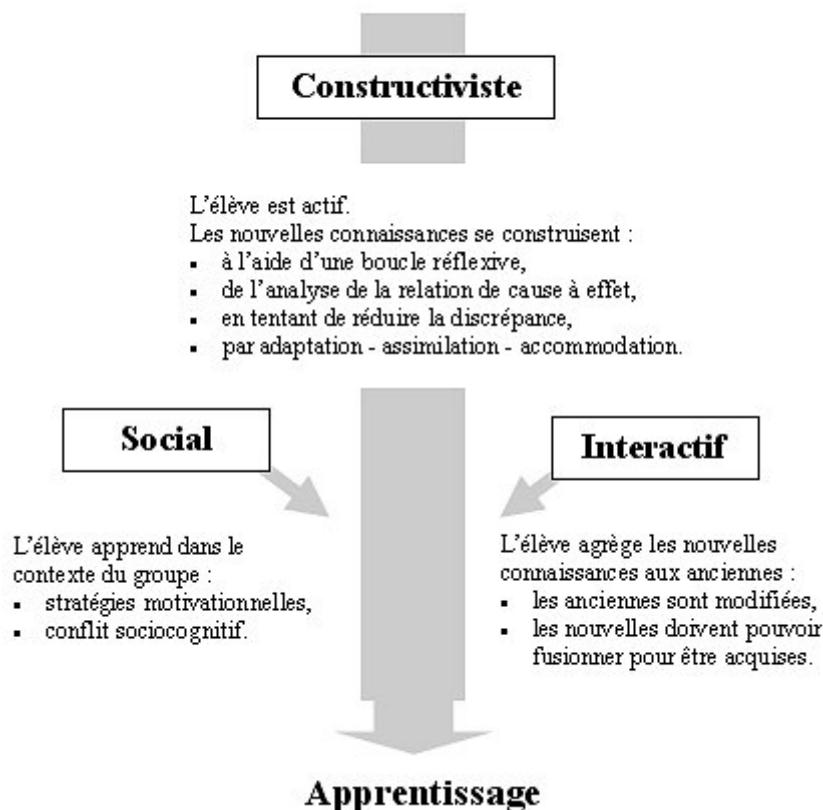 Constructiviste
L'élève est actif.
Les nouvelles connaissances se construisent :
▪ à l'aide d'une boucle réflexive,
▪ de l'analyse de la relation de cause à effet,
▪ en tentant de réduire la discrépance,
▪ par adaptation - assimilation - accommodation.
Social
L'élève apprend dans le
contexte du groupe :
▪ stratégies motivationnelles,
▪ conflit sociocognitif.
Interactif
L'élève agrège les nouvelles
connaissances aux anciennes :
▪ les anciennes sont modifiées,
▪ les nouvelles doivent pouvoir
fusionner pour être acquises.
Apprentissage